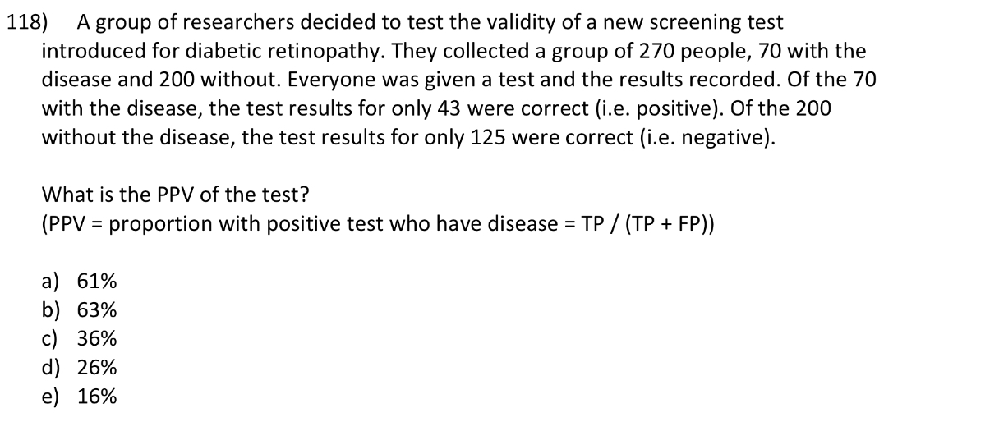 118) A group of researchers decided to test the validity of a new screening test
introduced for diabetic retinopathy. They collected a group of 270 people, 70 with the
disease and 200 without. Everyone was given a test and the results recorded. Of the 70
with the disease, the test results for only 43 were correct (i.e. positive). Of the 200
without the disease, the test results for only 125 were correct (i.e. negative).
What is the PPV of the test?
(PPV = proportion with positive test who have disease = TP / (TP + FP))
a) 61%
b) 63%
c) 36%
d) 26%
e) 16%